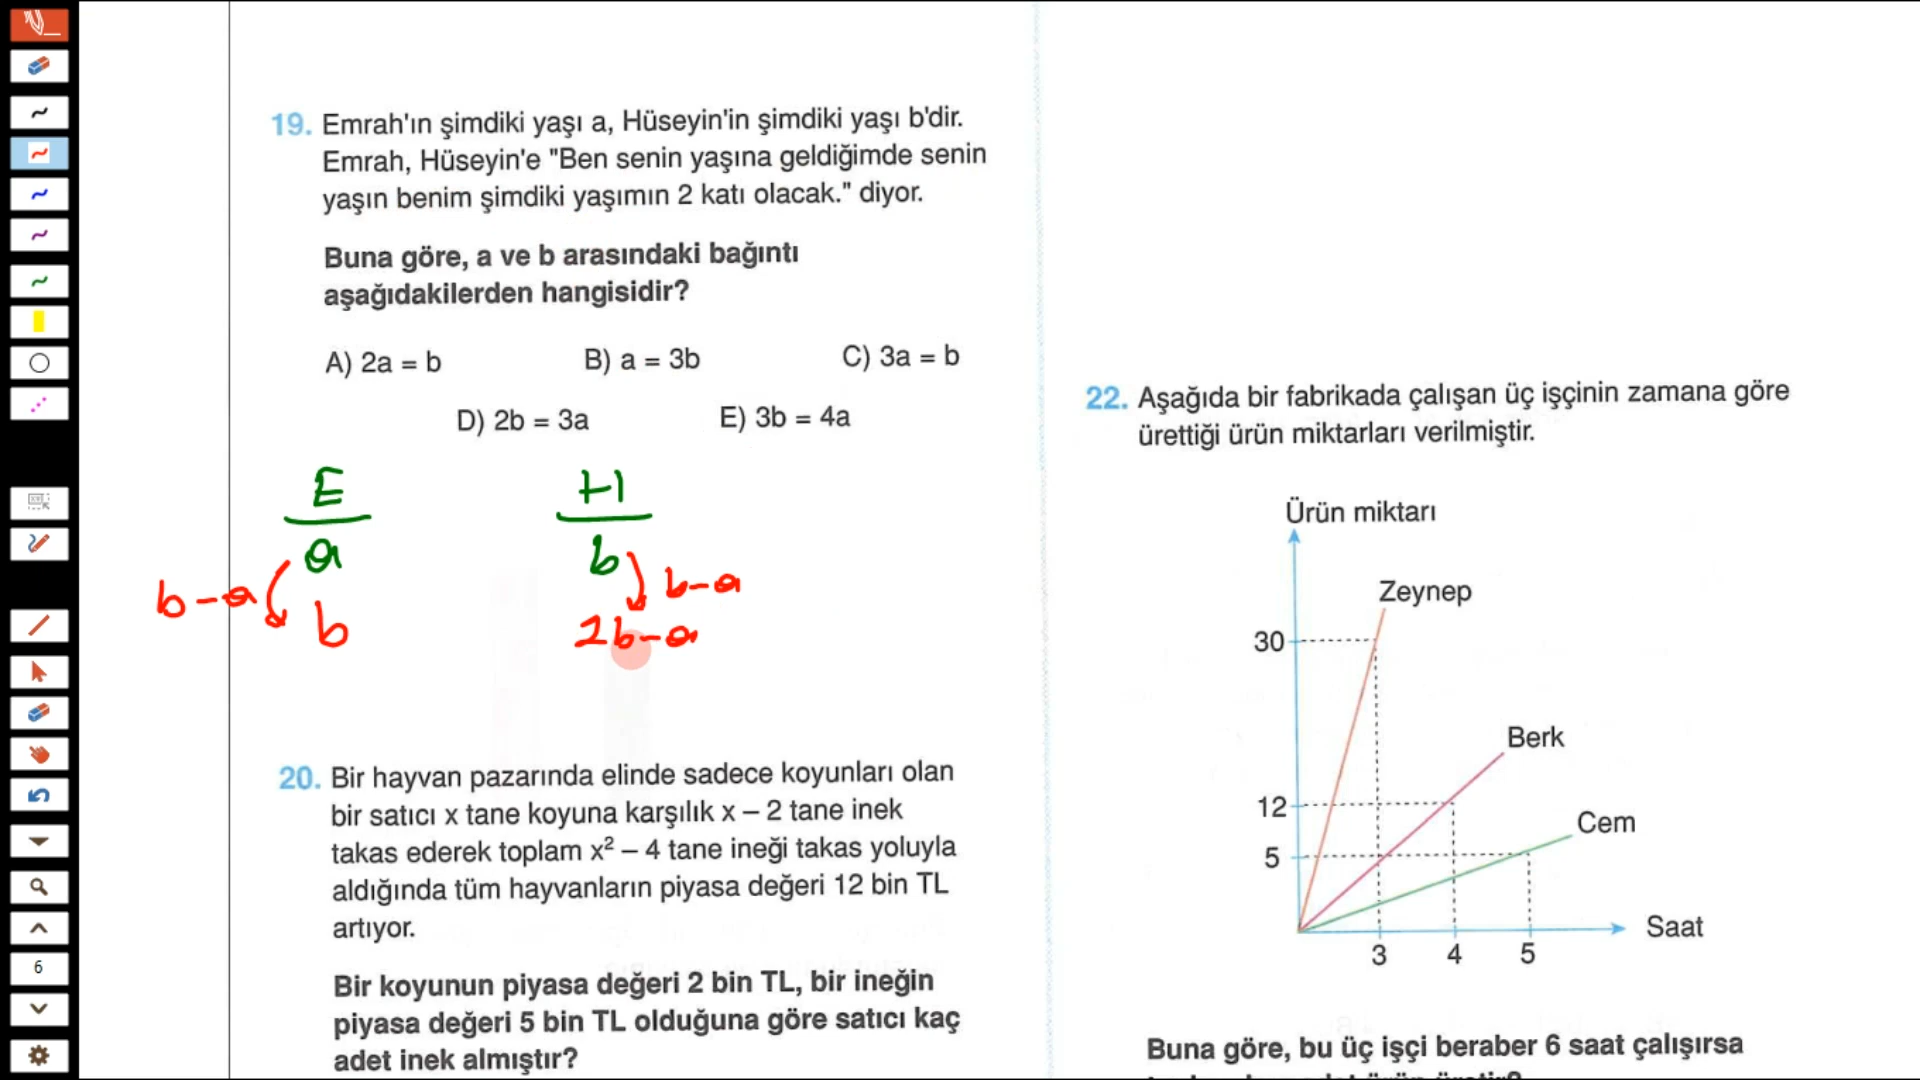 19. Emrah'ın şimdiki yaşı a, Hüseyin'in şimdiki yaşı b'dir.
Emrah, Hüseyin'e "Ben senin yaşına geldiğimde senin
yaşın benim şimdiki yaşımın 2 katı olacak." diyor.
Buna göre, a ve b arasındaki bağıntı
aşağıdakilerden hangisidir?
A) 2a = b B) a = 3b C) 3a = b
D) 2b = 3a E) 3b = 4a
E H
a b
b-a b-a
b 2b-a
20. Bir hayvan pazarında elinde sadece koyunları olan
bir satıcı x tane koyuna karşılık x – 2 tane inek
takas ederek toplam x² – 4 tane ineği takas yoluyla
aldığında tüm hayvanların piyasa değeri 12 bin TL
artıyor.
Bir koyunun piyasa değeri 2 bin TL, bir ineğin
piyasa değeri 5 bin TL olduğuna göre satıcı kaç
adet inek almıştır?
22. Aşağıda bir fabrikada çalışan üç işçinin zamana göre
ürettiği ürün miktarları verilmiştir.
Ürün miktarı
Zeynep
30
Berk
12
Cem
5
Saat
3 4 5
Buna göre, bu üç işçi beraber 6 saat çalışırsa
6